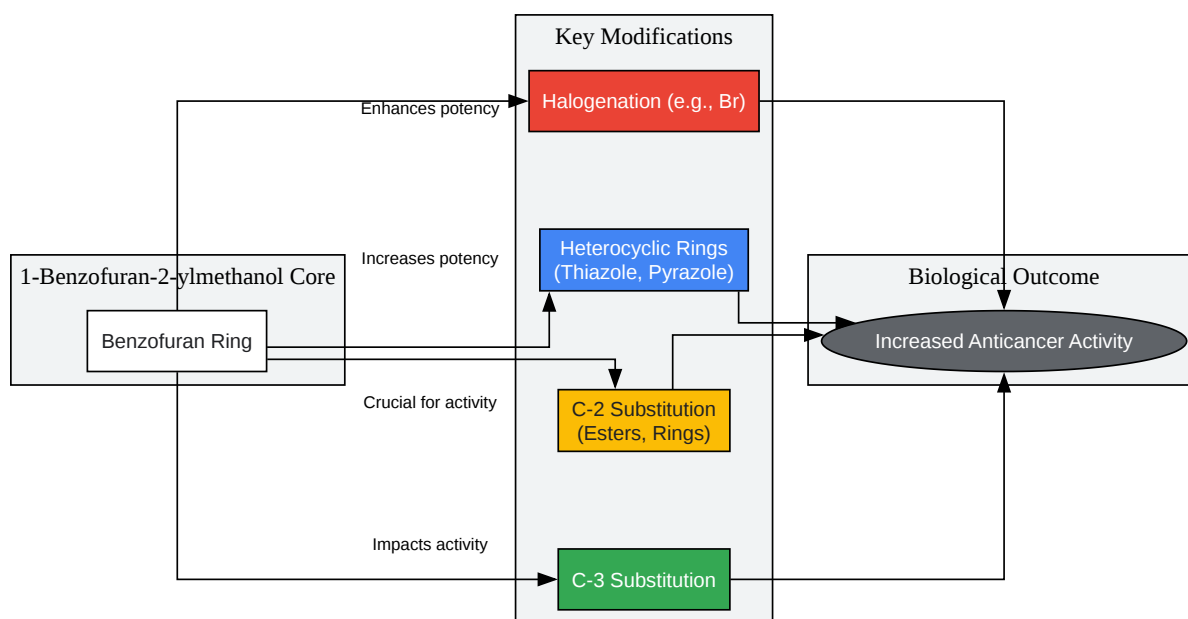 Key Modifications
Halogenation (e.g., Br)
Enhances potency
Increases potency
Heterocyclic Rings
(Thiazole, Pyrazole)
1-Benzofuran-2-ylmethanol Core
Benzofuran Ring
Biological Outcome
Increased Anticancer Activity
Crucial for activity
C-2 Substitution
(Esters, Rings)
Impacts activity
C-3 Substitution